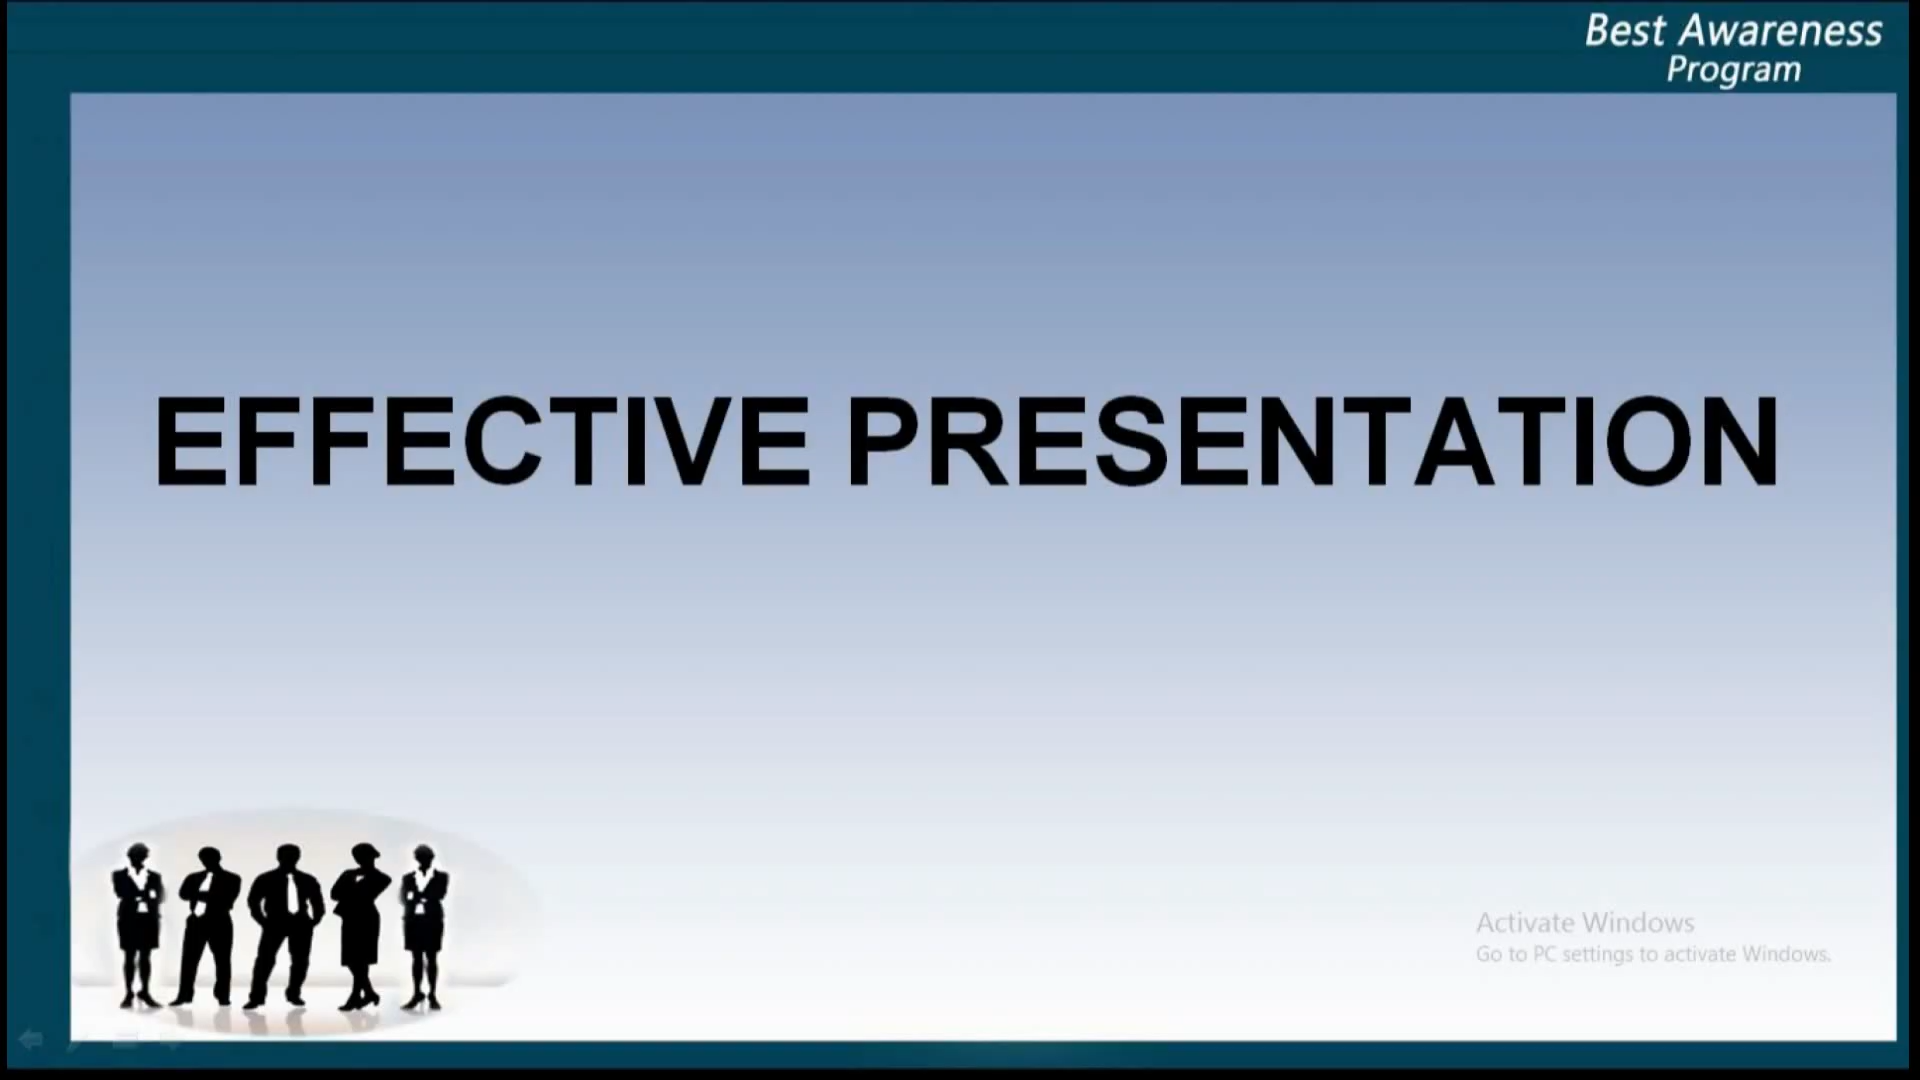 Best Awareness
Program
EFFECTIVE PRESENTATION
Activate Windows
Go to PC settings to activate Windows.